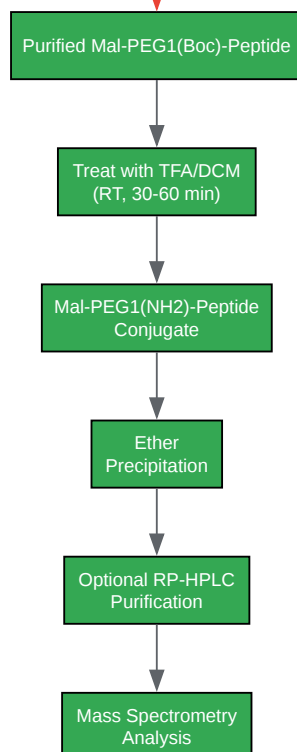 Purified Mal-PEG1(Boc)-Peptide
Treat with TFA/DCM
(RT, 30-60 min)
Mal-PEG1(NH2)-Peptide
Conjugate
Ether
Precipitation
Optional RP-HPLC
Purification
Mass Spectrometry
Analysis